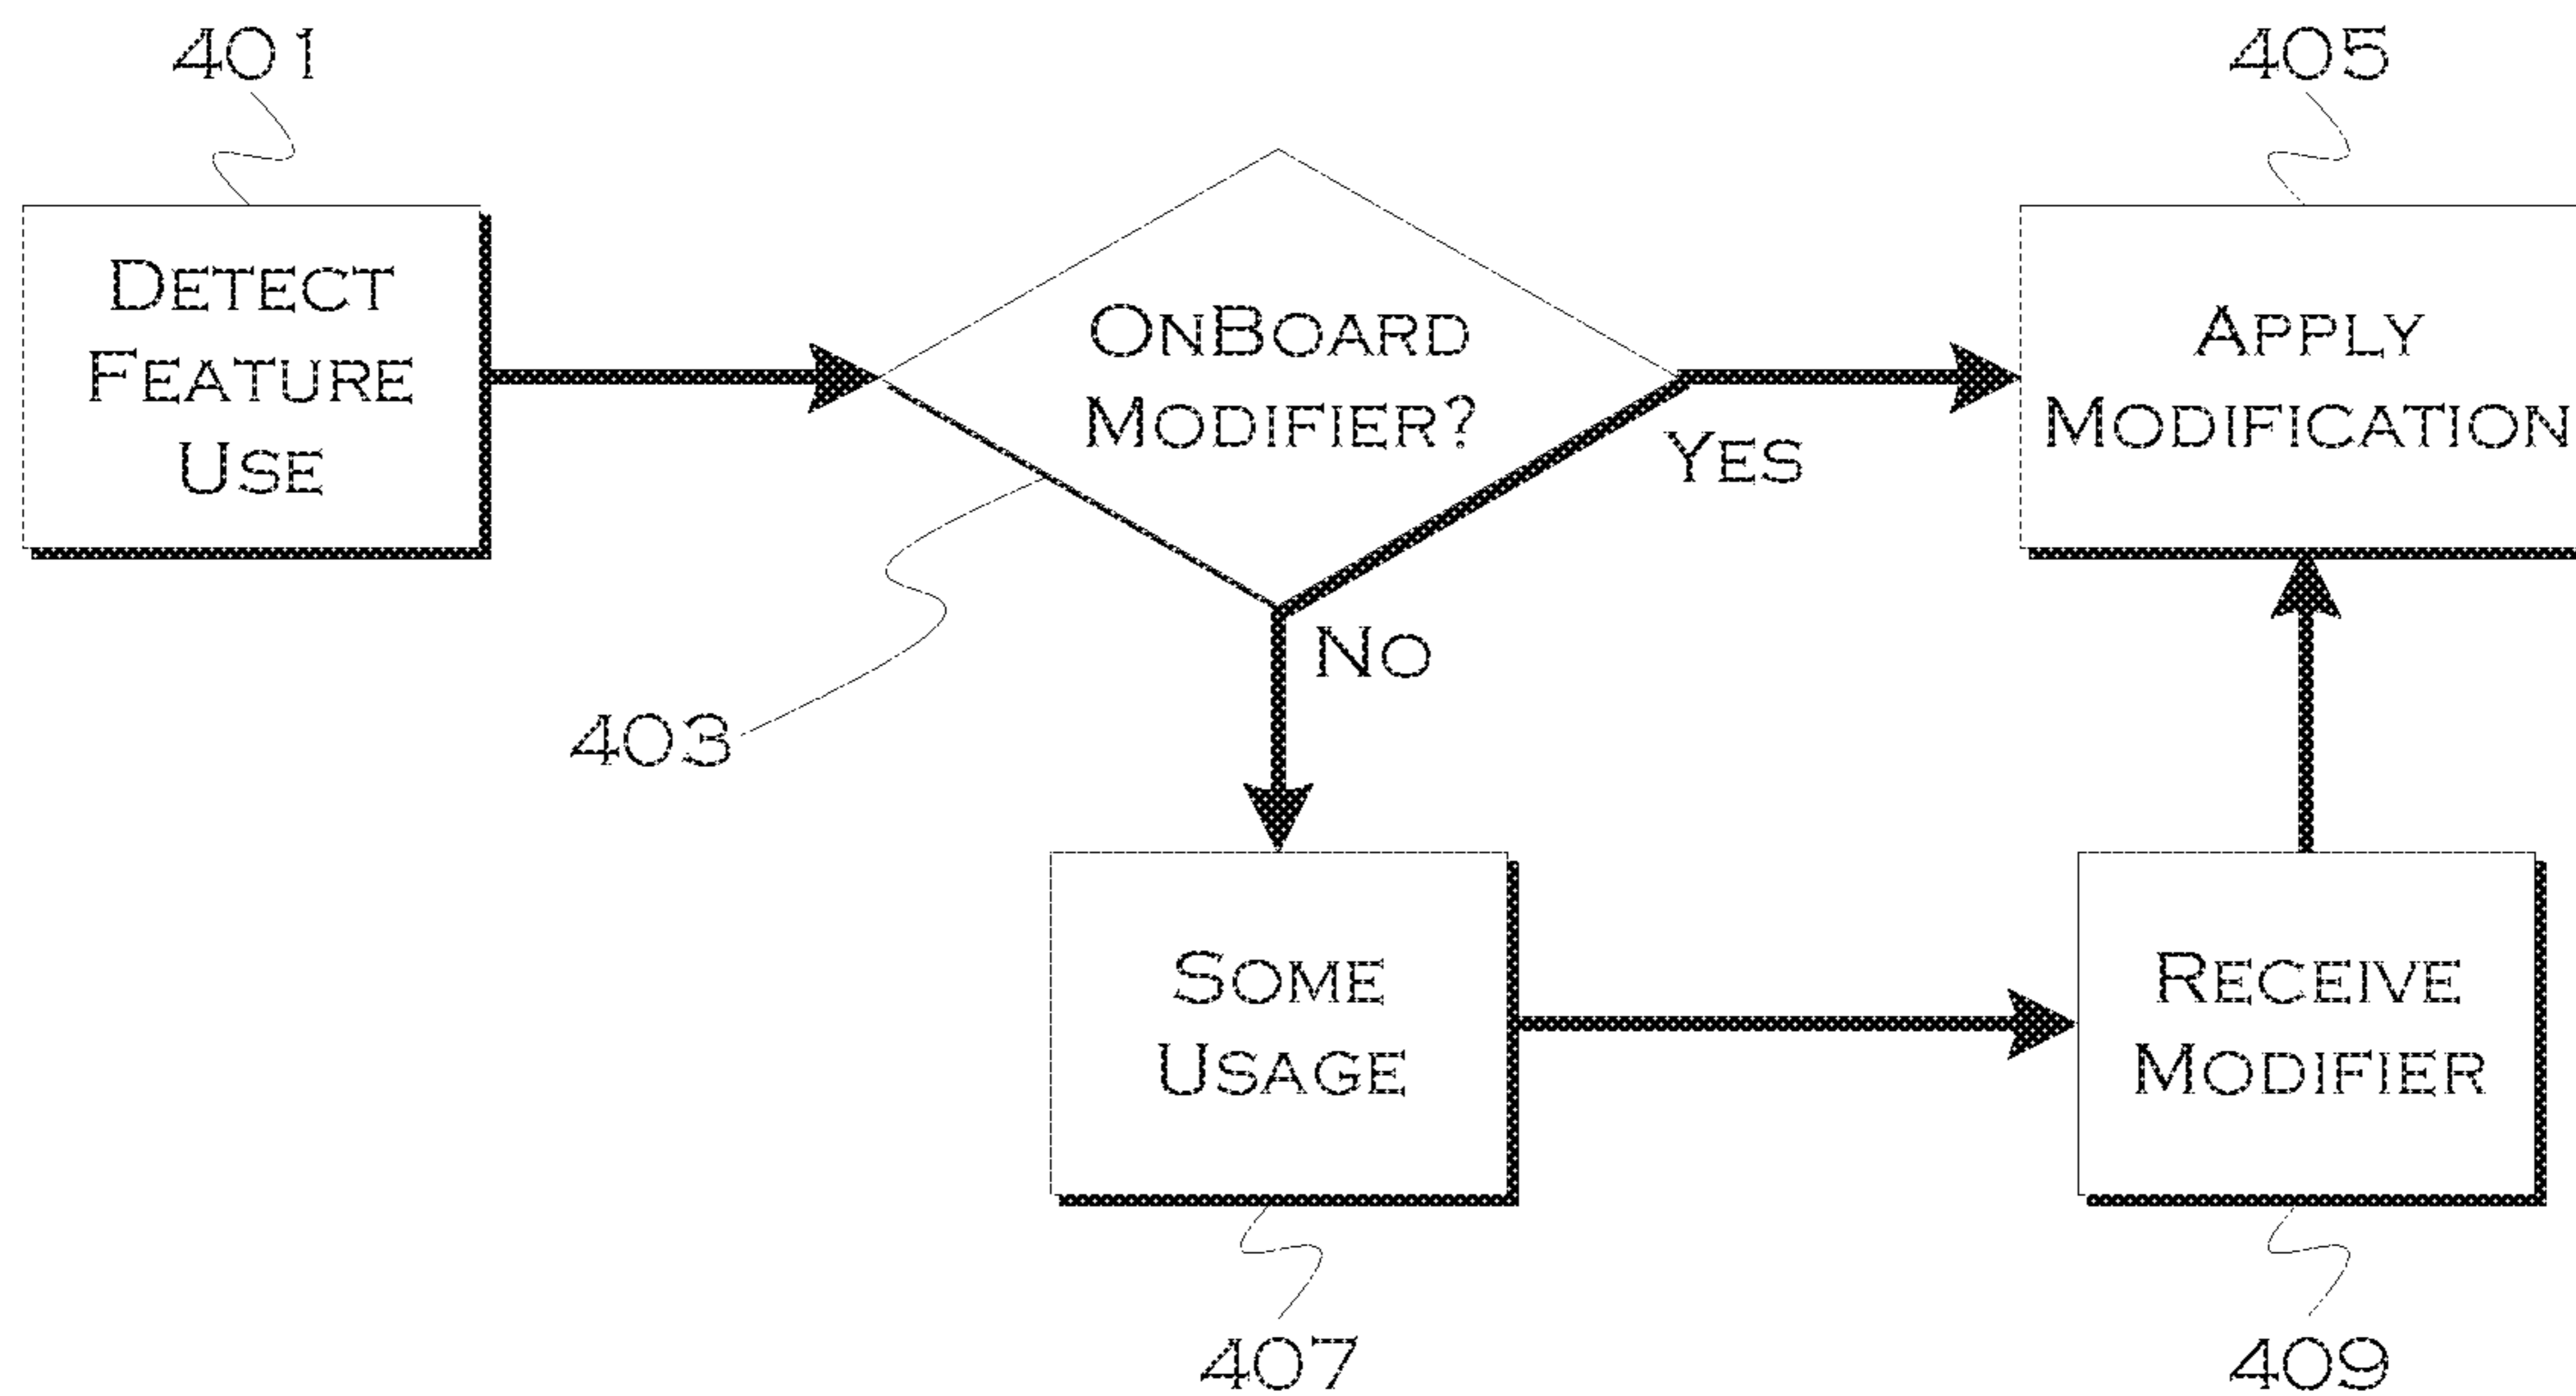 401
405
DETECT
FEATURE
USE
ONBOARD
MODIFIER?
APPLY
MODIFICATION
YES
NO
403
SOME
USAGE
RECEIVE
MODIFIER
407
409